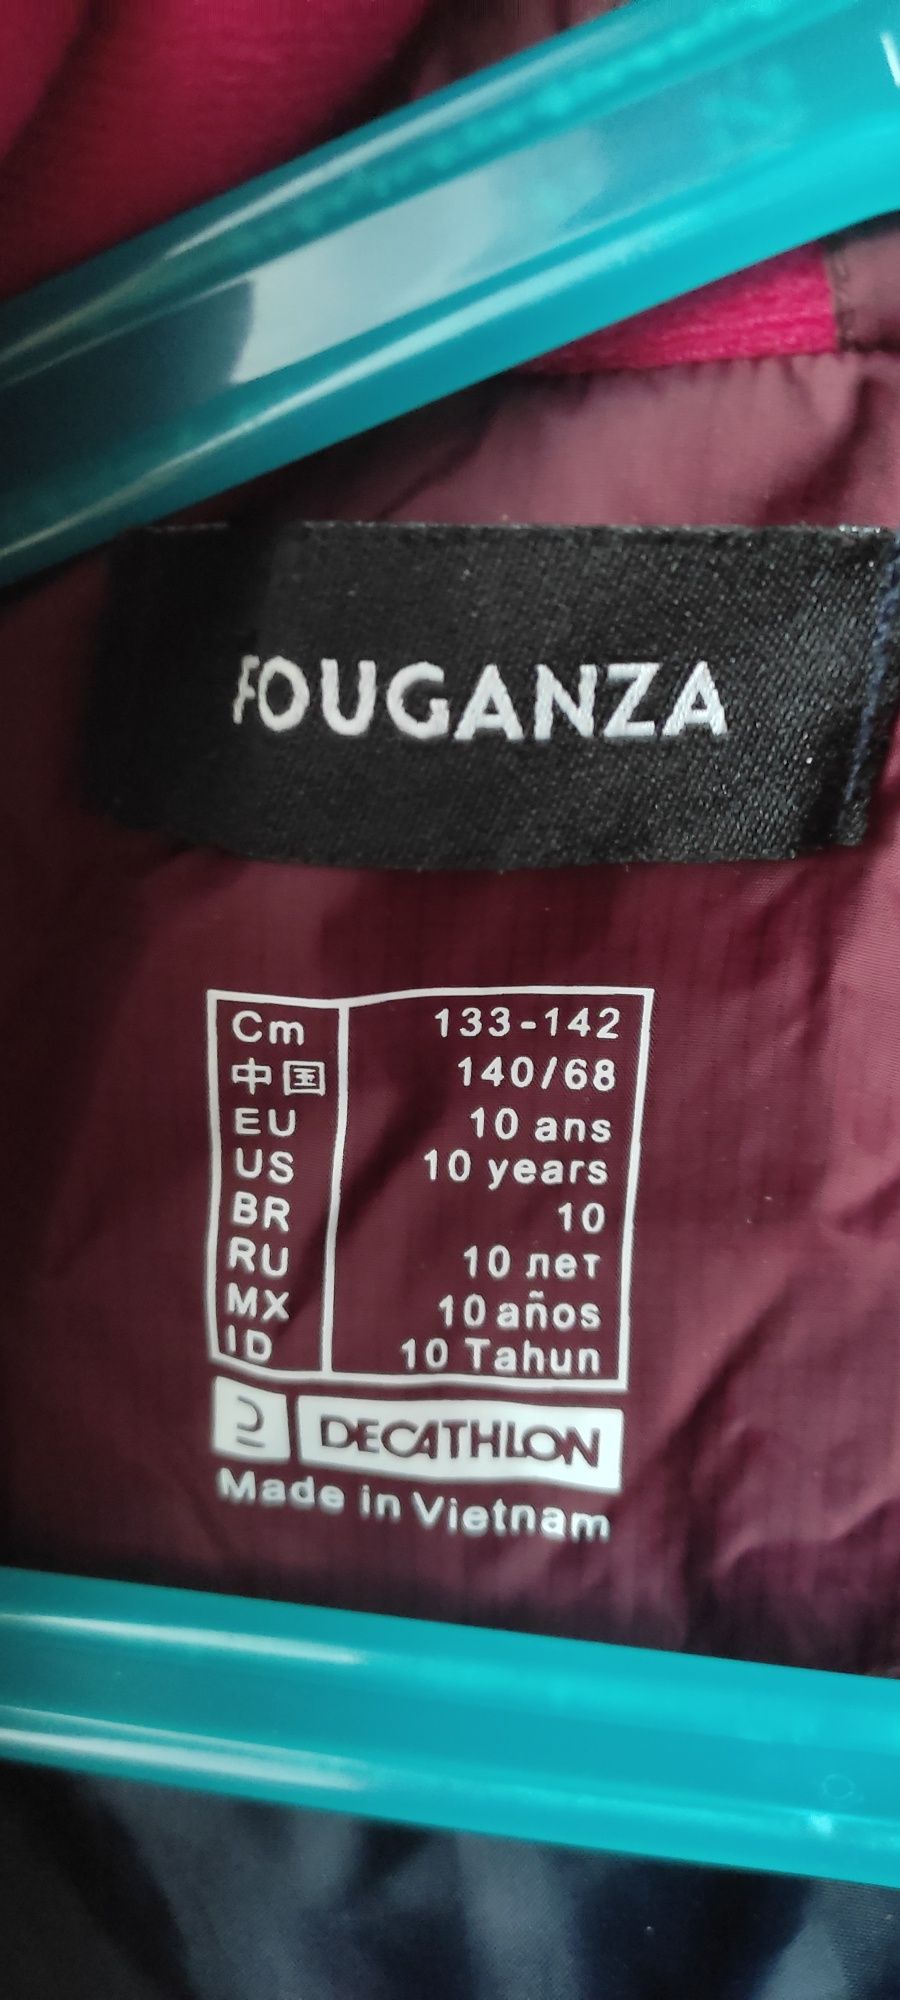 FOUGANZA
Cm 133-142
中国 140/68
EU 10 ans
US 10 years
BR 10
RU 10 лет
MX 10 años
ID 10 Tahun
DECATHLON
Made in Vietnam